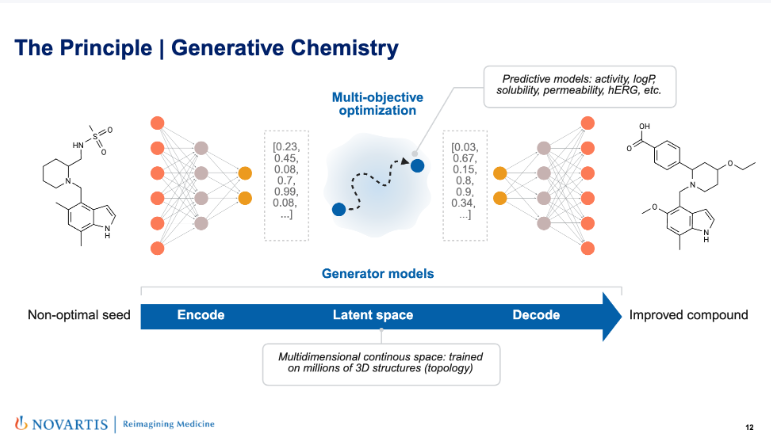 The Principle | Generative Chemistry
Predictive models: activity, logP,
solubility, permeability, hERG, etc.
Multi-objective
optimization
O
S
O
HN
N
N
H
[0.23,
0.45,
0.08,
0.7,
0.99,
0.08,
...]
[0.03,
0.67,
0.15,
0.8,
0.9,
0.34,
...]
OH
O
O
N
O
N
H
Generator models
Non-optimal seed
Encode
Latent space
Decode
Improved compound
Multidimensional continous space: trained
on millions of 3D structures (topology)
NOVARTIS | Reimagining Medicine
12